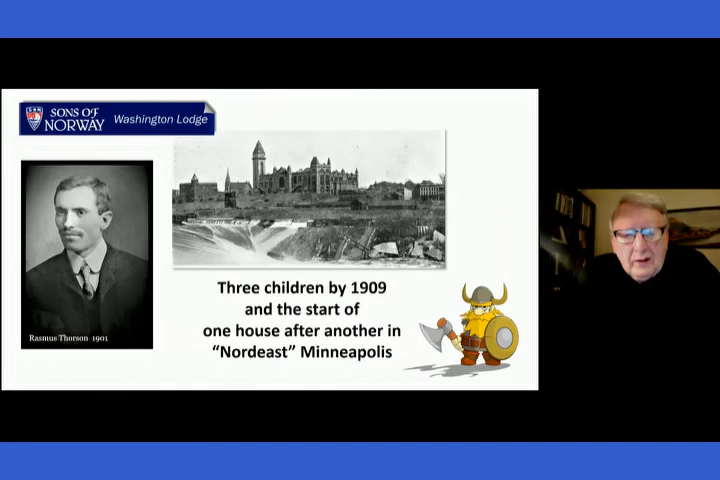 SONS OF
NORWAY
Washington Lodge
Rasmus Thorson 1901
Three children by 1909
and the start of
one house after another in
“Nordeast” Minneapolis